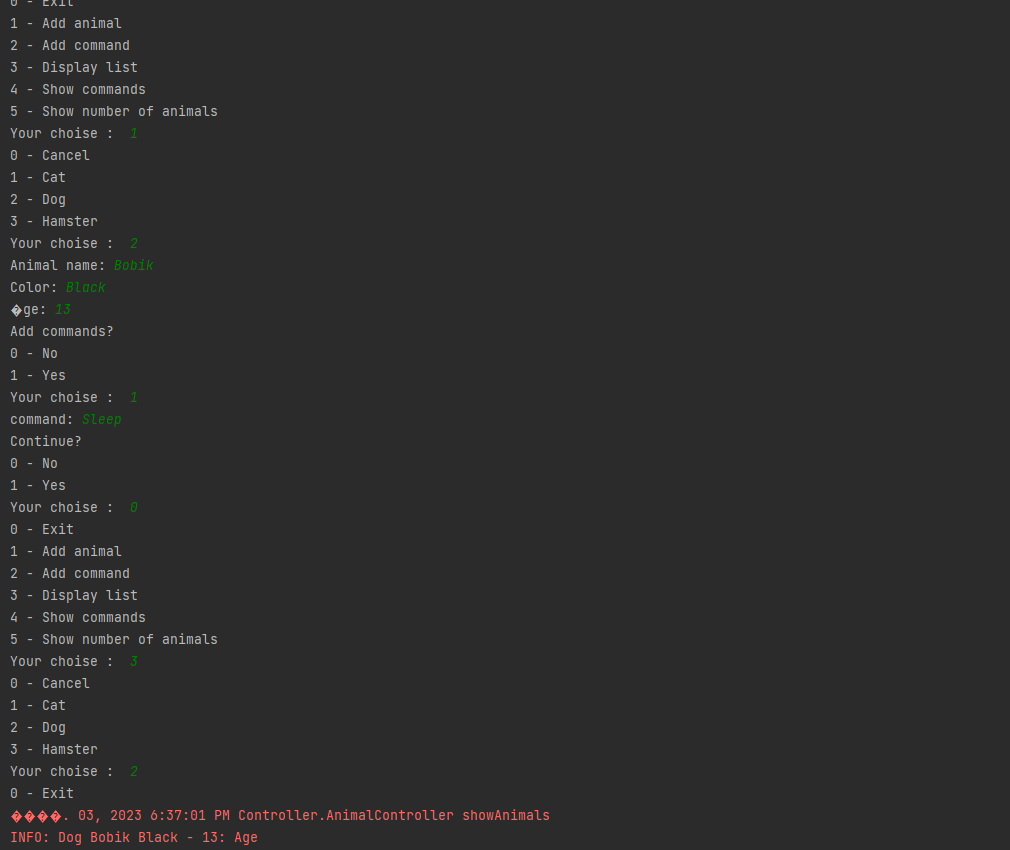 0 - Exit
1 - Add animal
2 - Add command
3 - Display list
4 - Show commands
5 - Show number of animals
Your choise :  1
0 - Cancel
1 - Cat
2 - Dog
3 - Hamster
Your choise :  2
Animal name: Bobik
Color: Black
�ge: 13
Add commands?
0 - No
1 - Yes
Your choise :  1
command: Sleep
Continue?
0 - No
1 - Yes
Your choise :  0
0 - Exit
1 - Add animal
2 - Add command
3 - Display list
4 - Show commands
5 - Show number of animals
Your choise :  3
0 - Cancel
1 - Cat
2 - Dog
3 - Hamster
Your choise :  2
0 - Exit
����. 03, 2023 6:37:01 PM Controller.AnimalController showAnimals
INFO: Dog Bobik Black - 13: Age